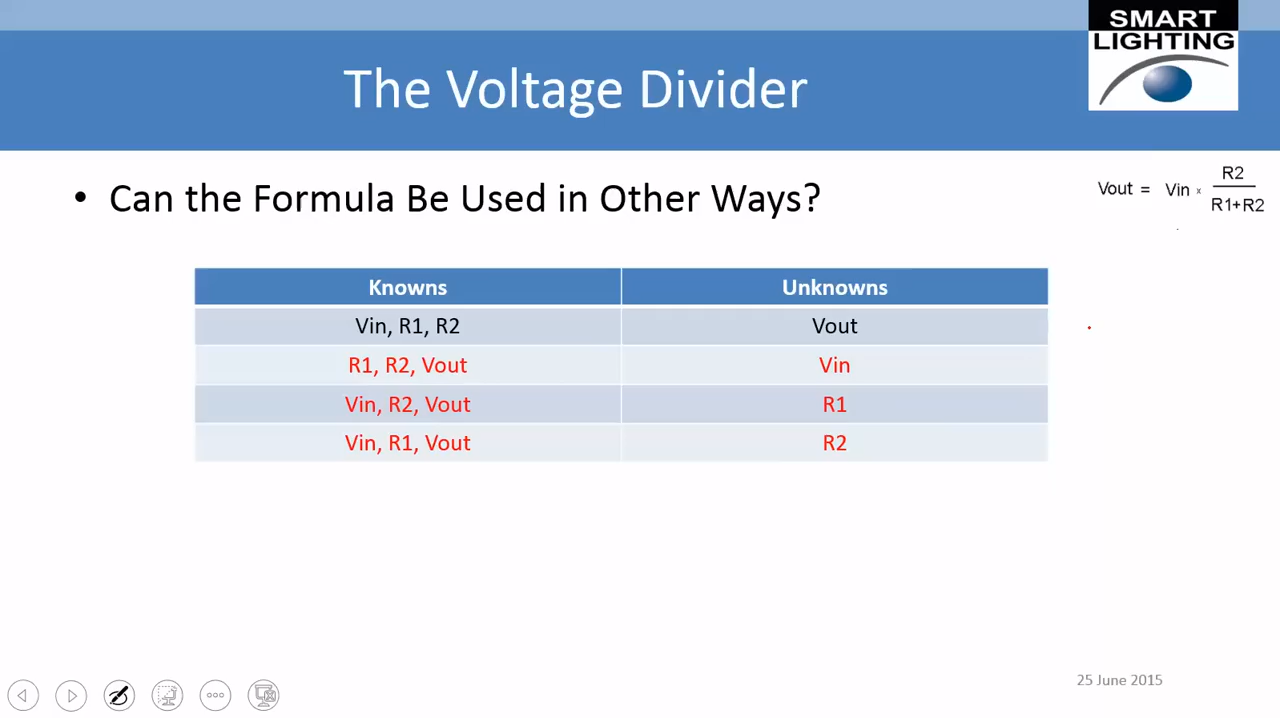 SMART
LIGHTING
The Voltage Divider
• Can the Formula Be Used in Other Ways?
Vout = Vin × R2
R1+R2
Knowns Unknowns
Vin, R1, R2 Vout
R1, R2, Vout Vin
Vin, R2, Vout R1
Vin, R1, Vout R2
25 June 2015